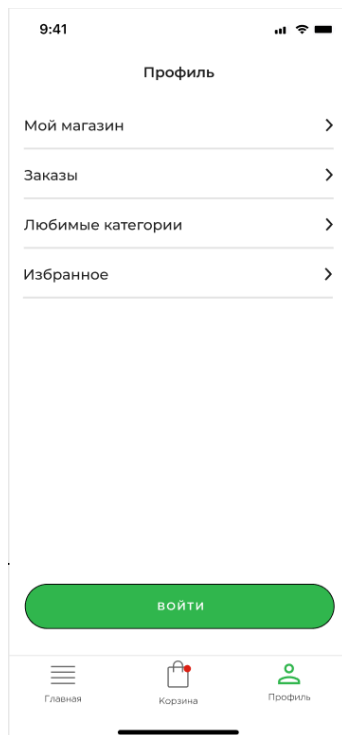 9:41
Профиль
Мой магазин
Заказы
Любимые категории
Избранное
ВОЙТИ
Главная
Корзина
Профиль